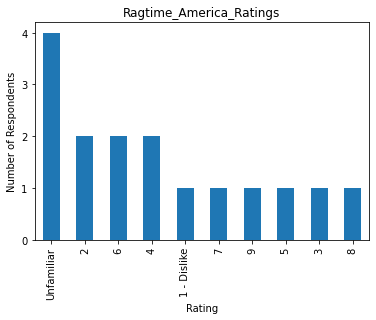 Ragtime_America_Ratings
Number of Respondents
4
3
2
1
0
Unfamiliar
2
6
4
1 - Dislike
7
9
5
3
8
Rating